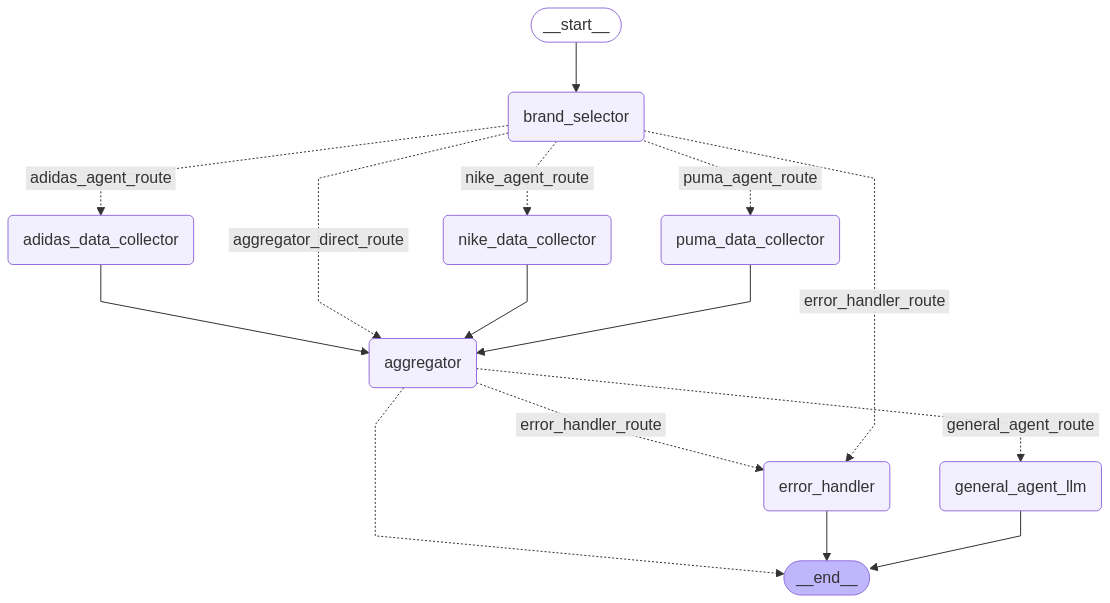 __start__
brand_selector
adidas_agent_route
nike_agent_route
puma_agent_route
adidas_data_collector
aggregator_direct_route
nike_data_collector
puma_data_collector
error_handler_route
aggregator
error_handler_route
general_agent_route
error_handler
general_agent_llm
__end__